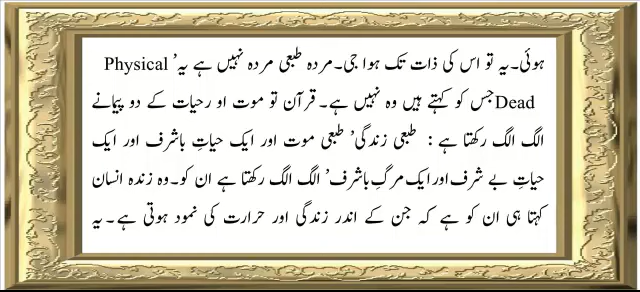 ہوئی۔یہ تو اس کی ذات تک ہوا جی۔مردہ طبعی مردہ نہیں ہے یہ’ Physical
Dead جس کو کہتے ہیں وہ نہیں ہے۔ قرآن تو موت او رحیات کے دو پیمانے
الگ الگ رکھتا ہے : طبعی زندگی’ طبعی موت اور ایک حیاتِ باشرف اور ایک
حیاتِ بے شرف اور ایک مرگِ باشرف’ الگ الگ رکھتا ہے ان کو۔وہ زندہ انسان
کہتا ہی ان کو ہے کہ جن کے اندر زندگی اور حرارت کی نمود ہوتی ہے۔ یہ